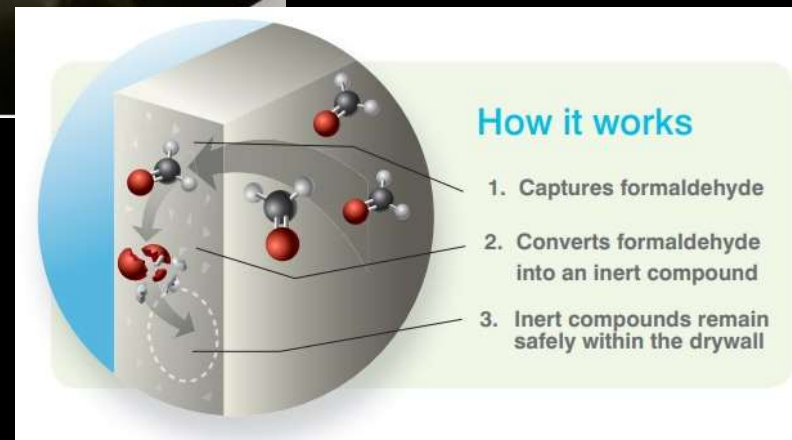 How it works
1. Captures formaldehyde
2. Converts formaldehyde
into an inert compound
3. Inert compounds remain
safely within the drywall